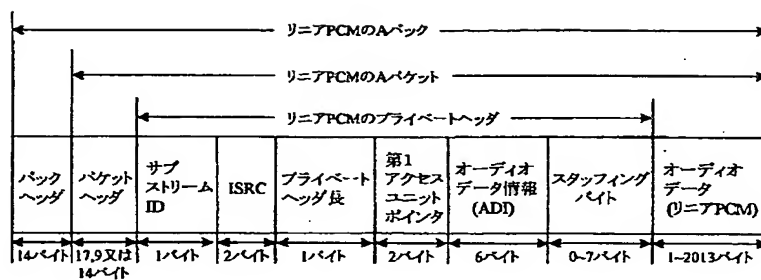 リニアPCMのAパック
リニアPCMのAパケット
リニアPCMのプライベートヘッダ
パック
ヘッダ
パケット
ヘッダ
サブ
ストリーム
ID
ISRC
プライベート
ヘッダ長
第1
アクセス
ユニット
ポインタ
オーディオ
データ情報
(ADI)
スタッフィング
バイト
オーディオ
データ
(リニアPCM)
14バイト
17,9又は
14バイト
1バイト
2バイト
1バイト
2バイト
6バイト
0~7バイト
1~2013バイト